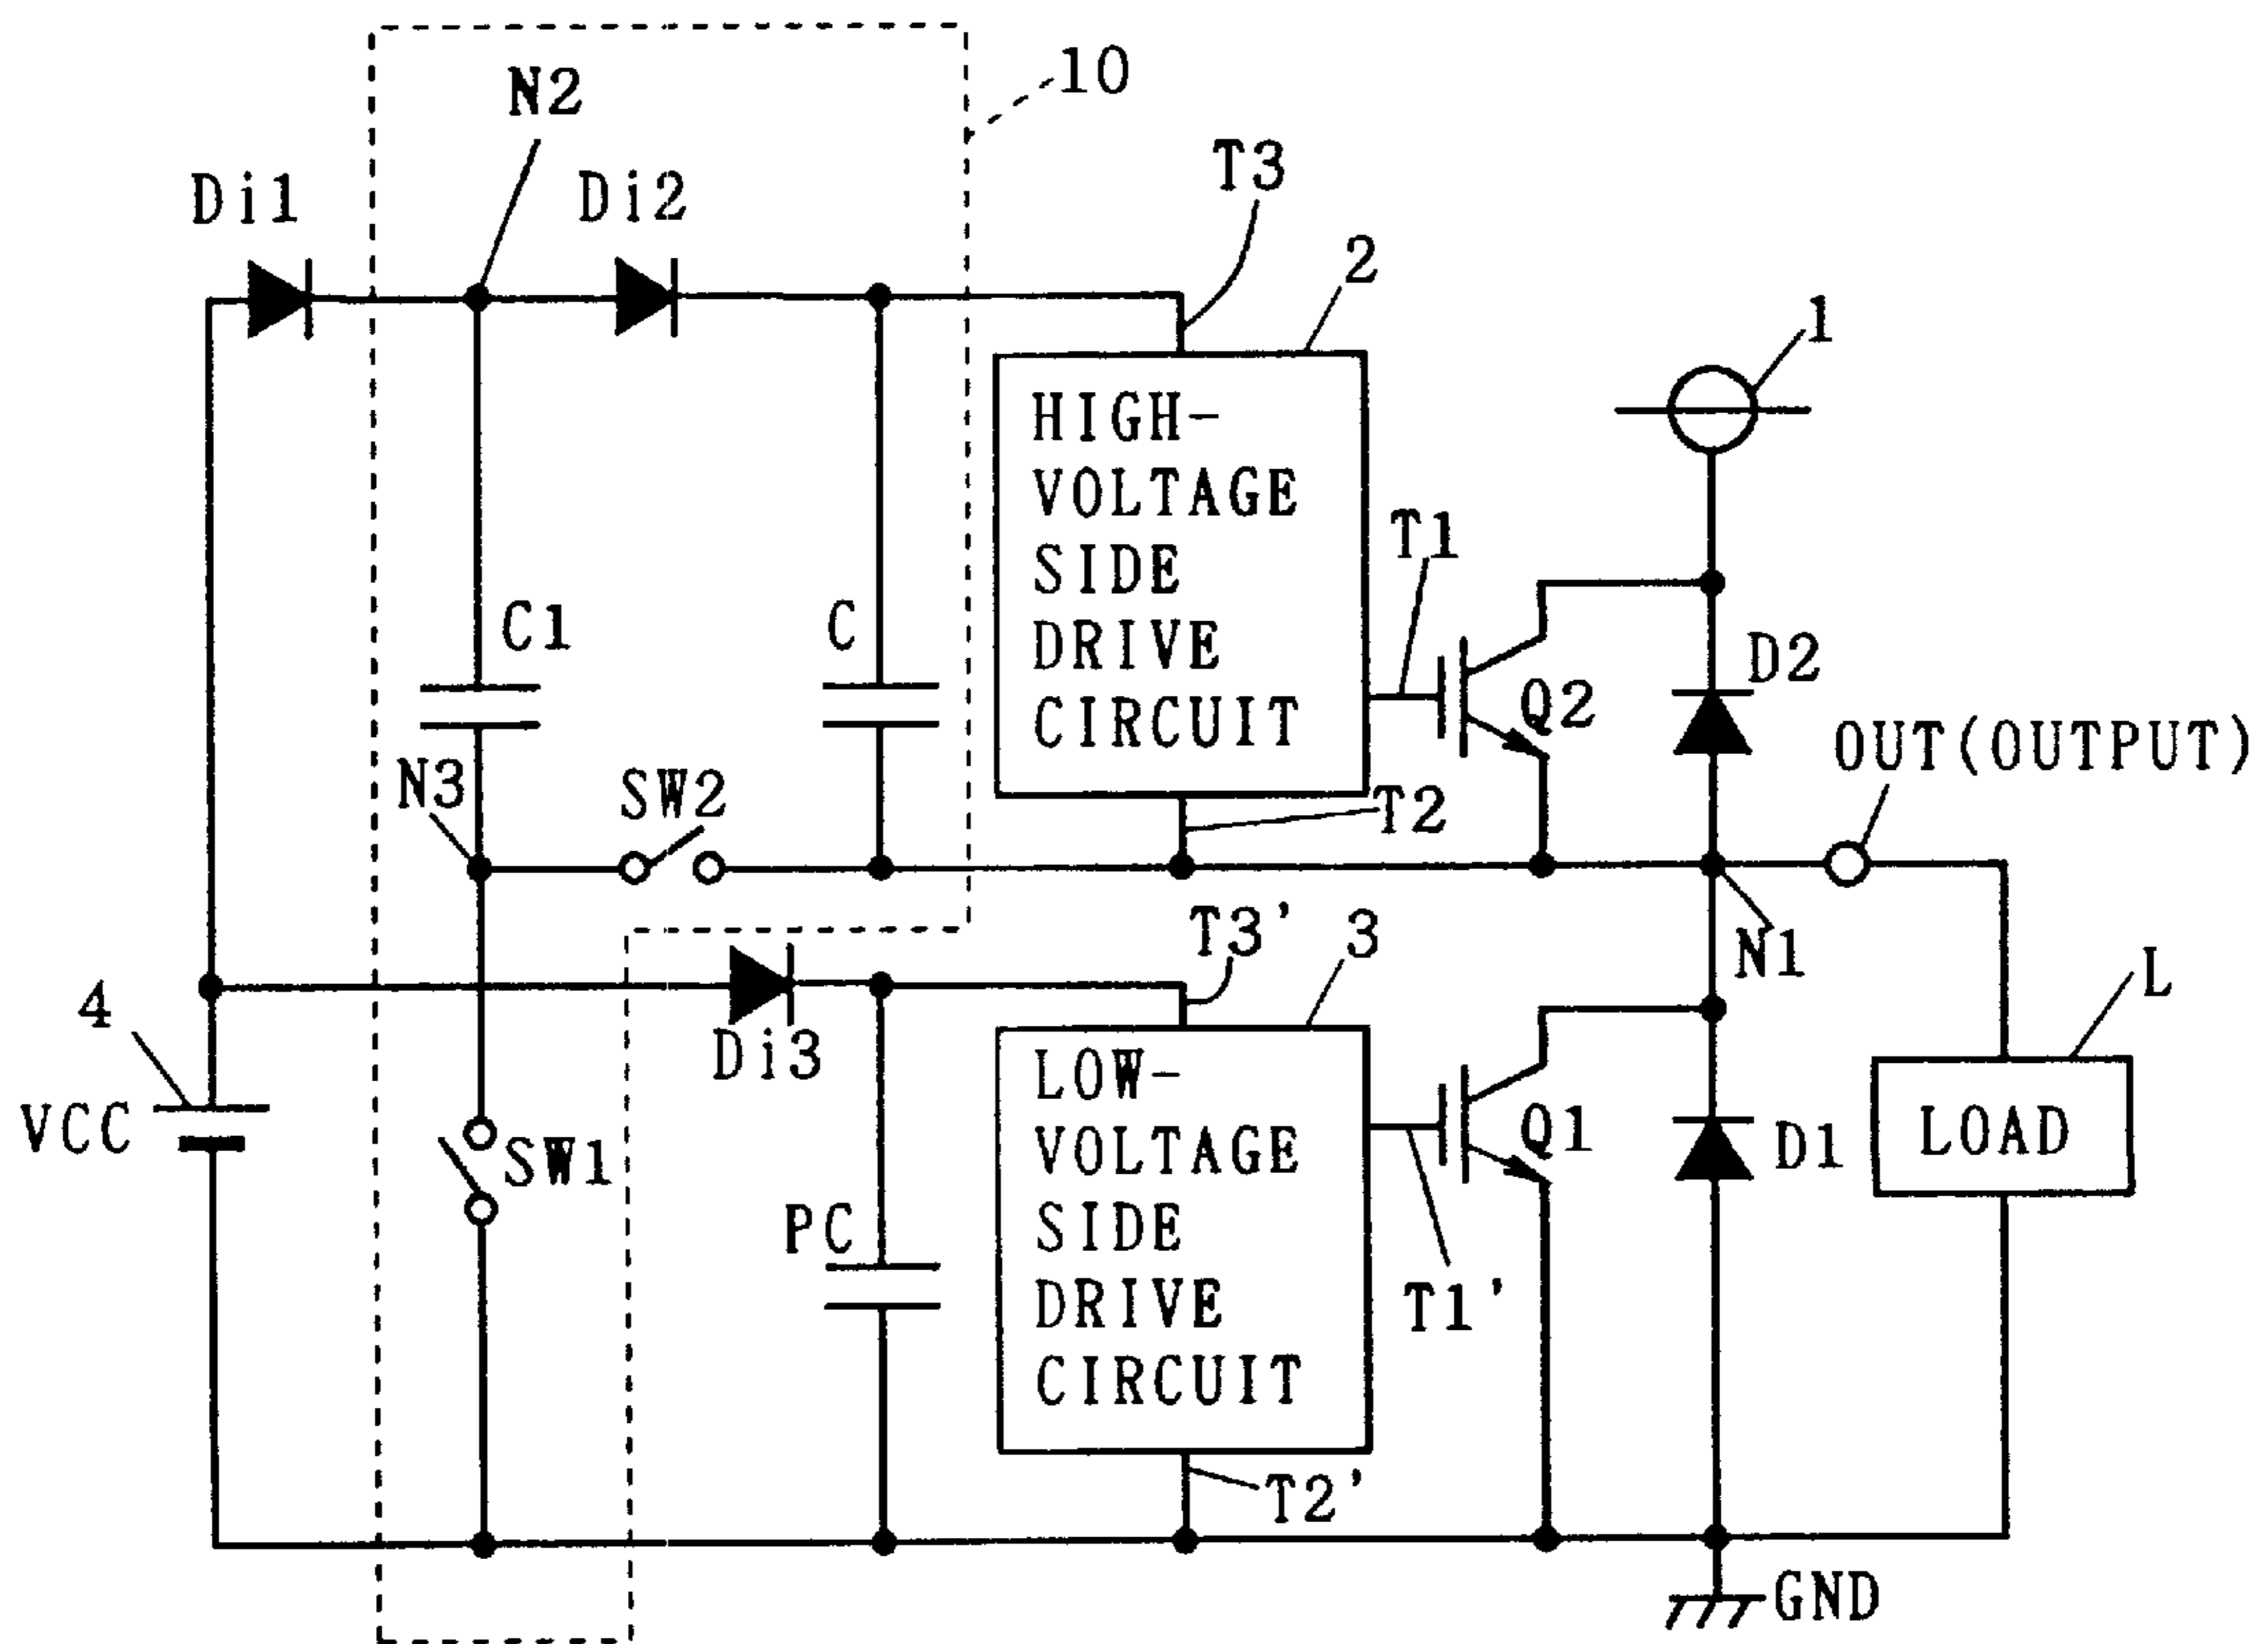 10
N2
T3
Di1
Di2
2
1
HIGH-
VOLTAGE
SIDE
DRIVE
CIRCUIT
T1
C1
C
D2
Q2
OUT(OUTPUT)
N3
SW2
T2
T3'
3
N1
L
4
Di3
LOW-
VOLTAGE
SIDE
DRIVE
CIRCUIT
VCC
SW1
Q1
D1
LOAD
PC
T1'
T2'
GND